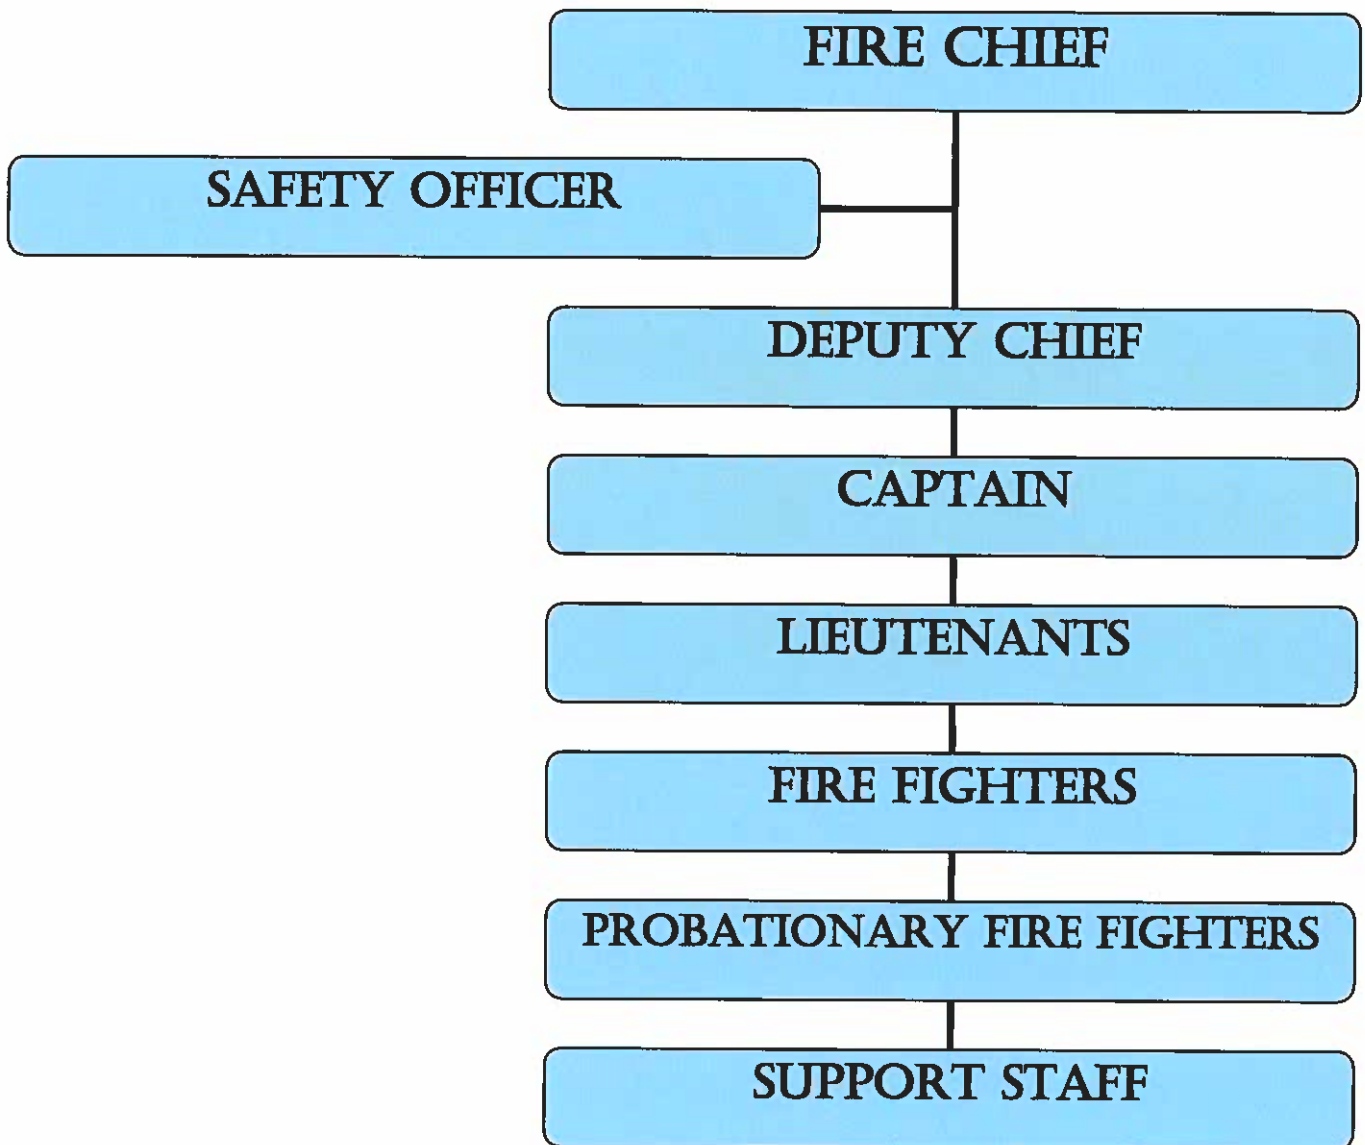 FIRE CHIEF
SAFETY OFFICER
DEPUTY CHIEF
CAPTAIN
LIEUTENANTS
FIRE FIGHTERS
PROBATIONARY FIRE FIGHTERS
SUPPORT STAFF